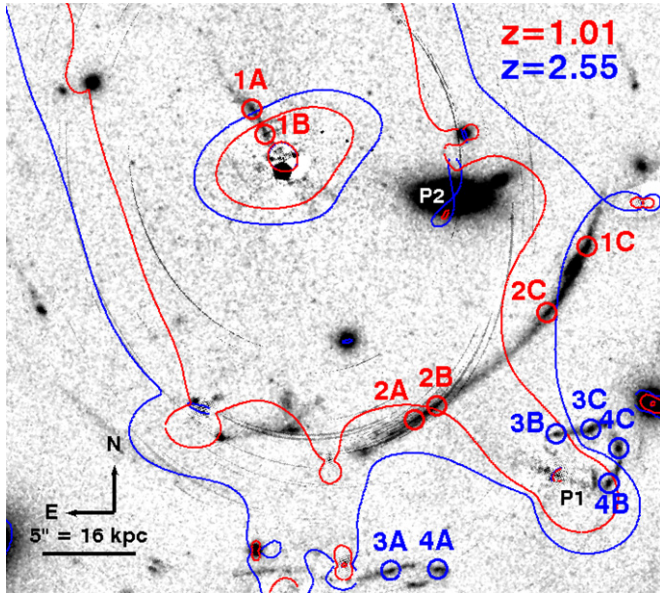 z=1.01
z=2.55
1A
1B
P2
1C
2C
2A
2B
3C
3B
4C
N
P1
4B
E
5" = 16 kpc
3A
4A